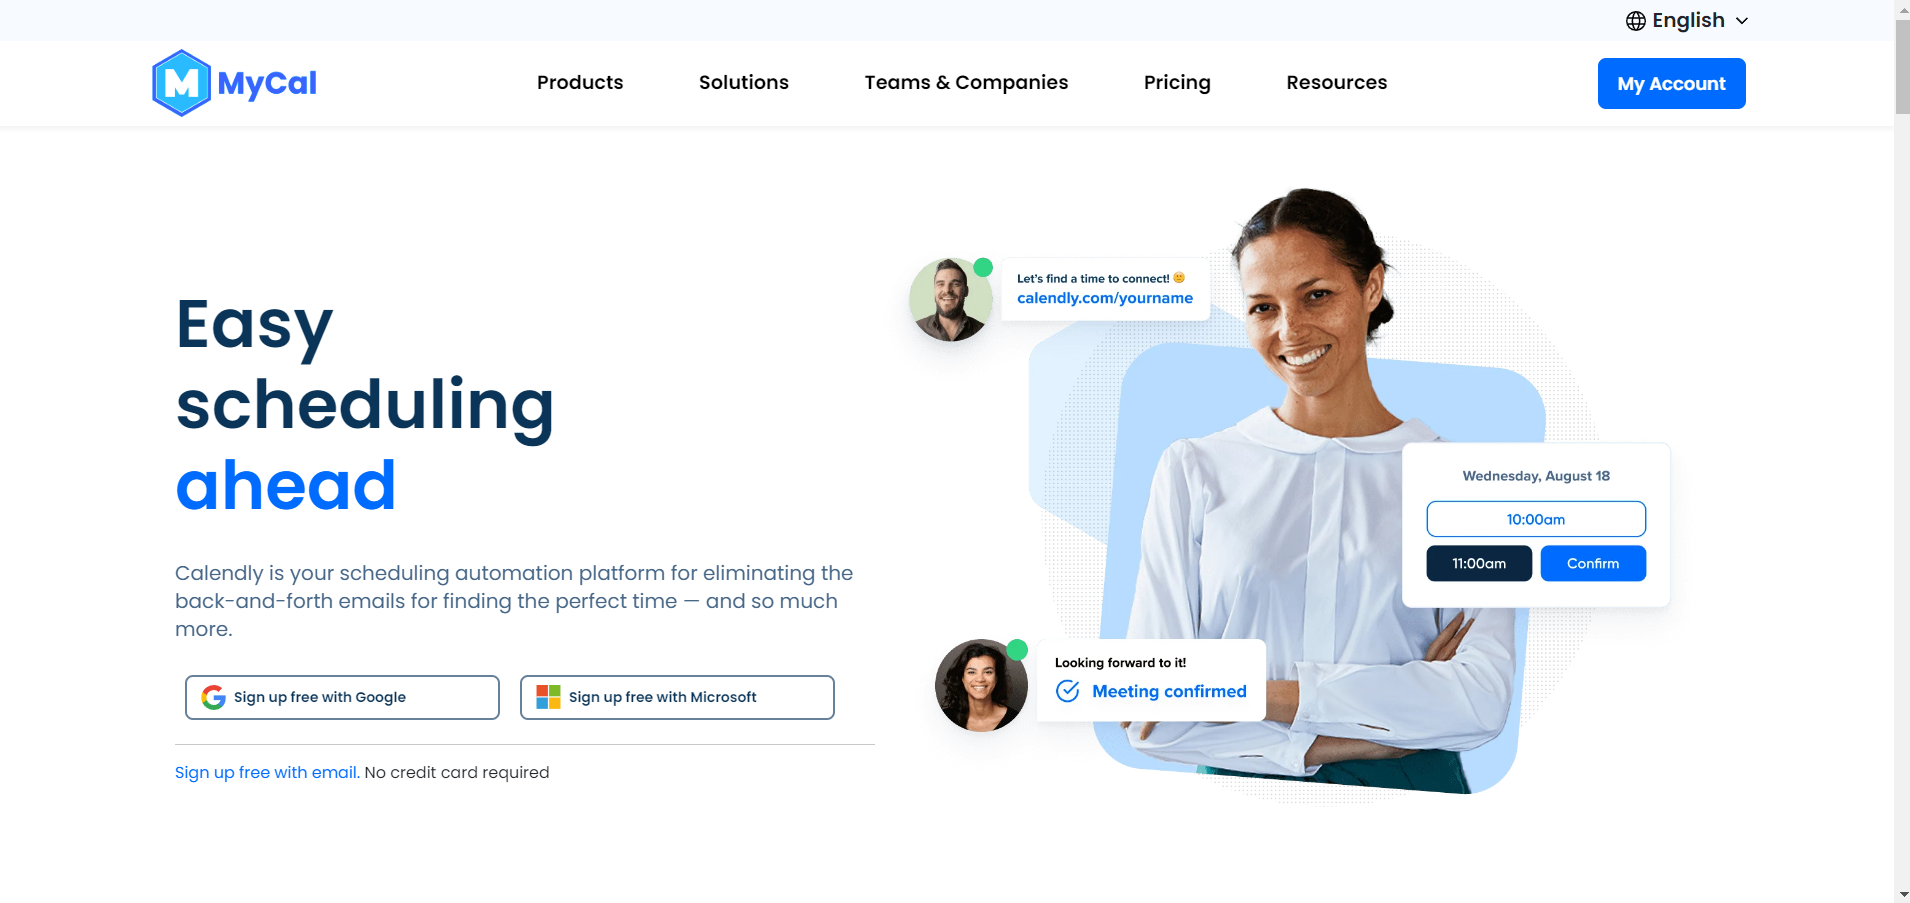 English
M MyCal
Products
Solutions
Teams & Companies
Pricing
Resources
My Account
Easy
scheduling
ahead
Calendly is your scheduling automation platform for eliminating the
back-and-forth emails for finding the perfect time — and so much
more.
Sign up free with Google
Sign up free with Microsoft
Sign up free with email. No credit card required
Let's find a time to connect! 🙂
calendly.com/yourname
Wednesday, August 18
10:00am
11:00am
Confirm
Looking forward to it!
Meeting confirmed